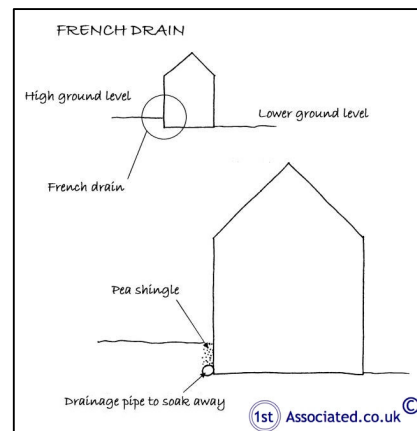 FRENCH DRAIN
High ground level
Lower ground level
French drain
Pea shingle
Drainage pipe to soak away
1st Associated.co.uk ©